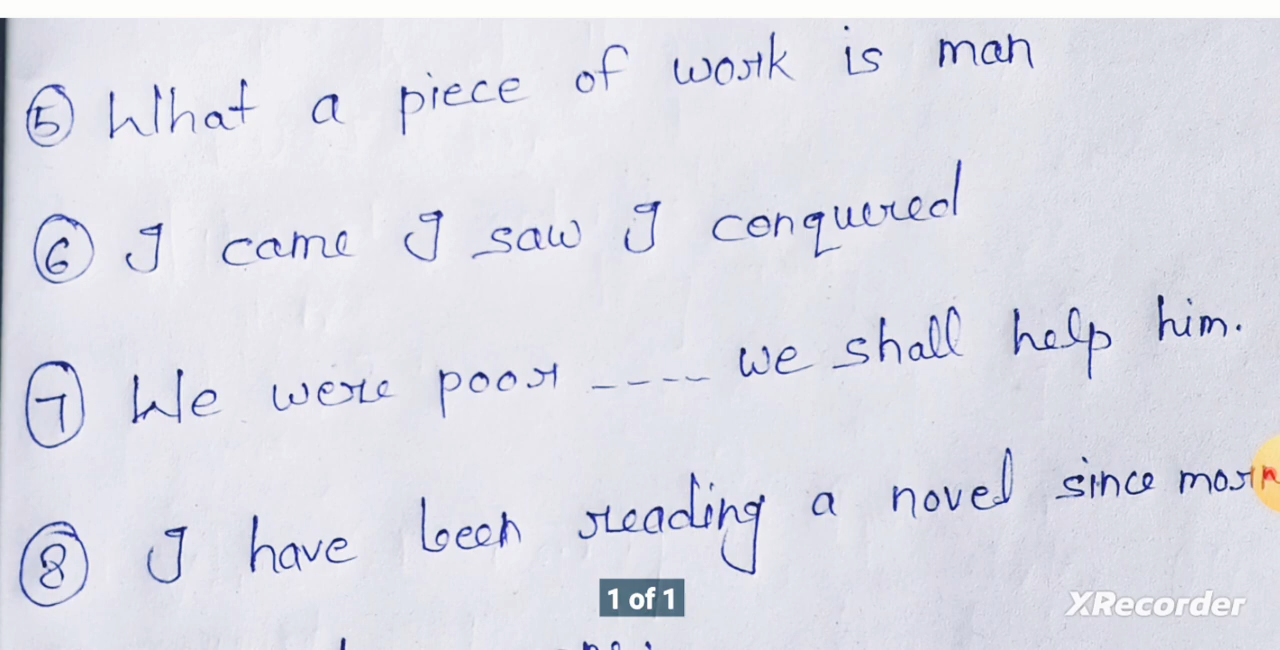 5 What a piece of work is man
6 I came I saw I conquered
7 We were poor ---- we shall help him.
8 I have been reading a novel since morn
1 of 1
XRecorder